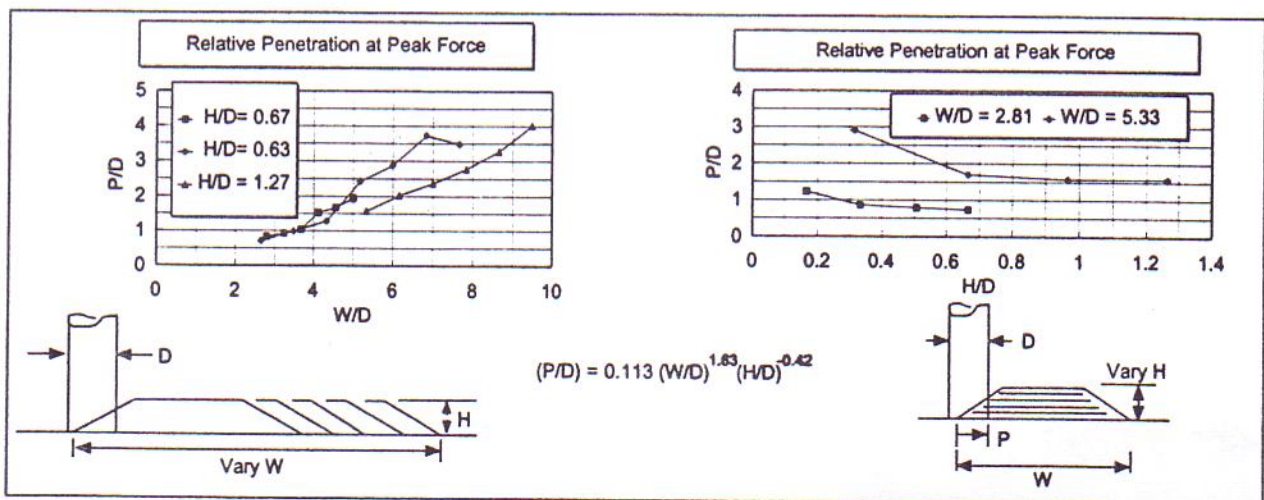 Relative Penetration at Peak Force
P/D
5
4
3
2
1
0
H/D= 0.67
H/D= 0.63
H/D = 1.27
0 2 4 6 8 10
W/D
Relative Penetration at Peak Force
P/D
4
3
2
1
0
W/D = 2.81 W/D = 5.33
0 0.2 0.4 0.6 0.8 1 1.2 1.4
H/D
D
H
Vary W
(P/D) = 0.113 (W/D)^1.63 (H/D)^-0.42
D
Vary H
P
W